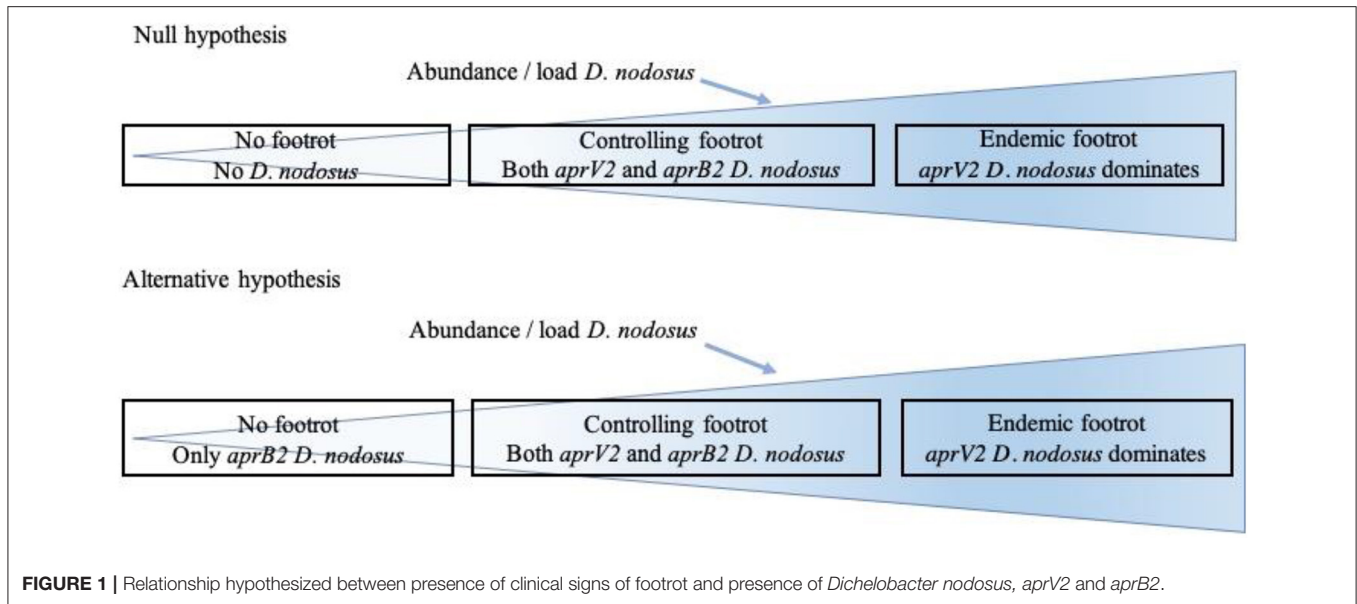 Null hypothesis
Abundance / load D. nodosus
No footrot
No D. nodosus
Controlling footrot
Both aprV2 and aprB2 D. nodosus
Endemic footrot
aprV2 D. nodosus dominates
Alternative hypothesis
Abundance / load D. nodosus
No footrot
Only aprB2 D. nodosus
Controlling footrot
Both aprV2 and aprB2 D. nodosus
Endemic footrot
aprV2 D. nodosus dominates
FIGURE 1 | Relationship hypothesized between presence of clinical signs of footrot and presence of Dichelobacter nodosus, aprV2 and aprB2.